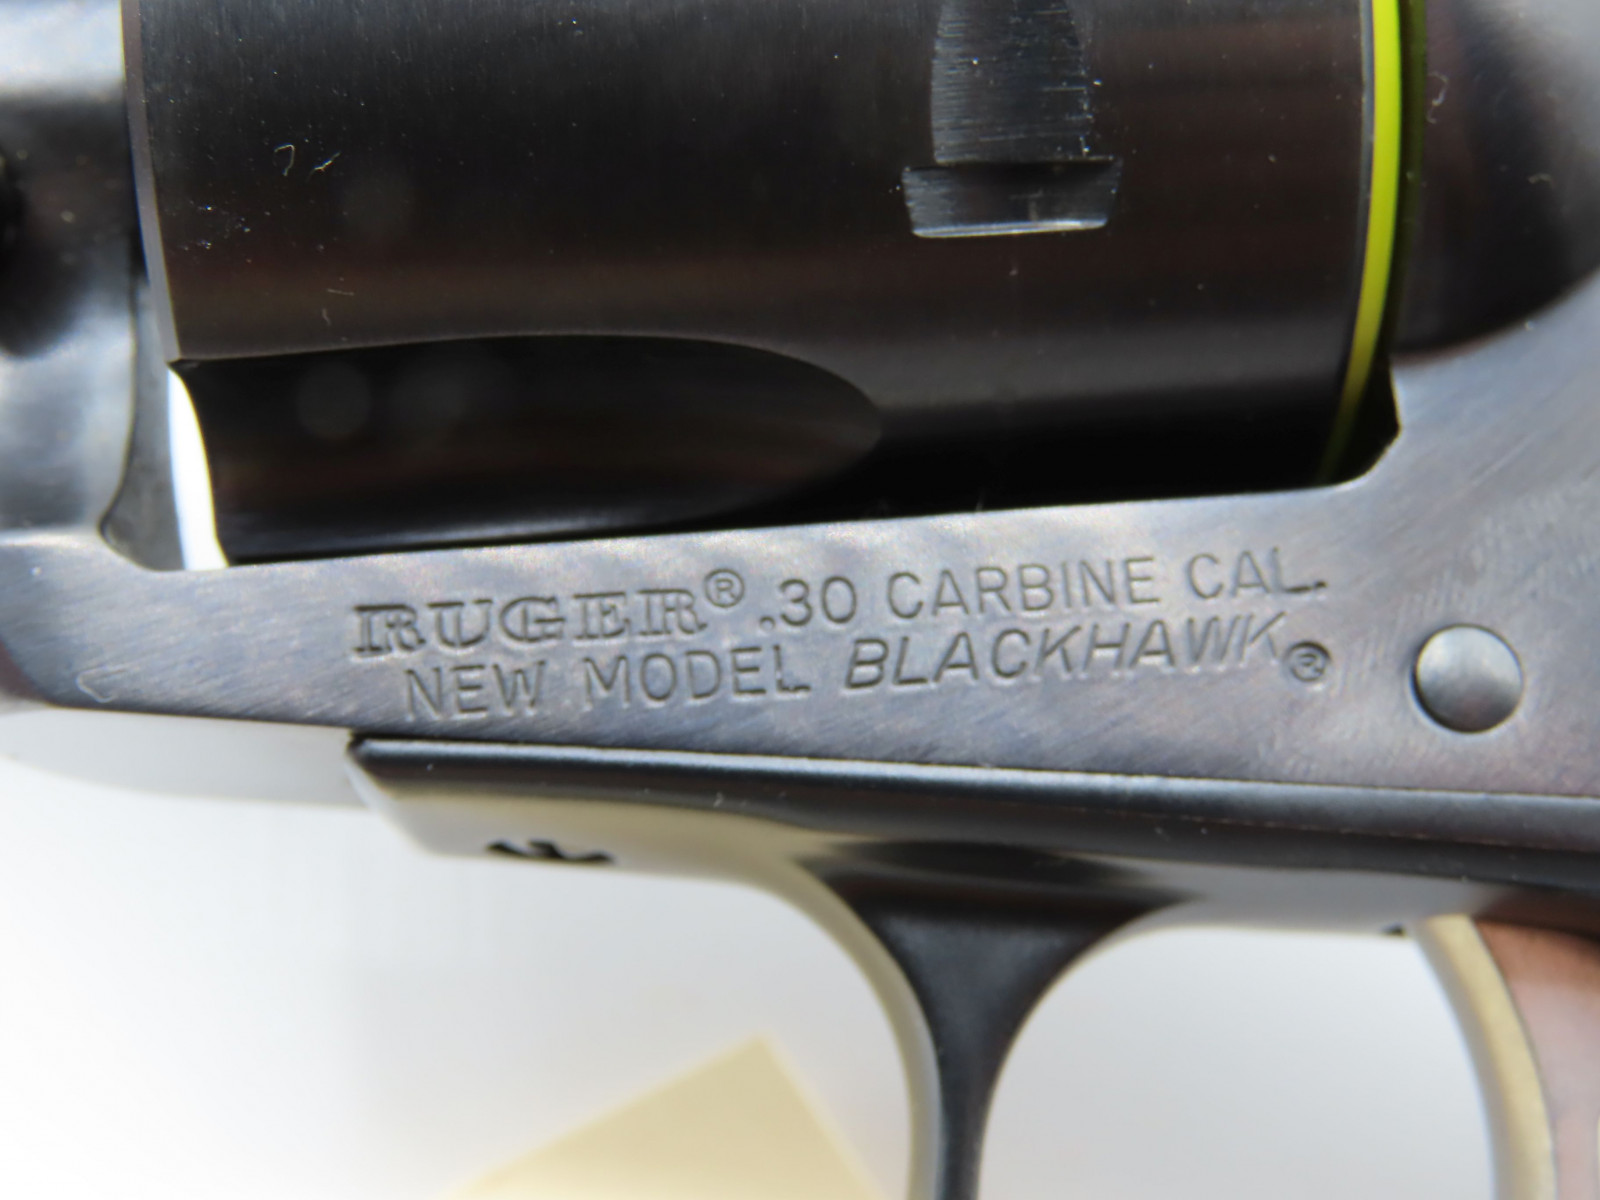 RUGER® .30 CARBINE CAL.
NEW MODEL BLACKHAWK®